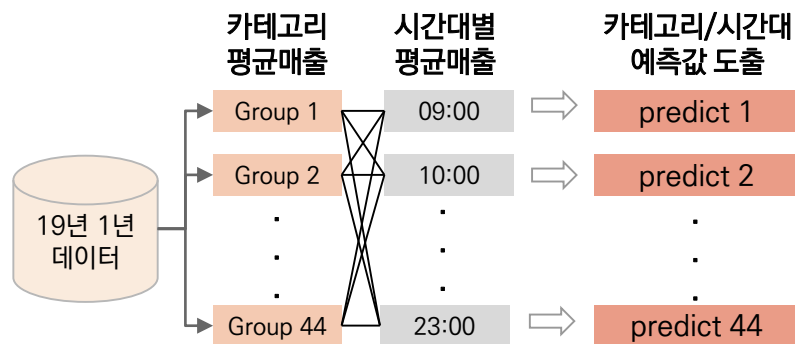 카테고리
평균매출
시간대별
평균매출
카테고리/시간대
예측값 도출
19년 1년
데이터
Group 1
09:00
predict 1
Group 2
10:00
predict 2
Group 44
23:00
predict 44